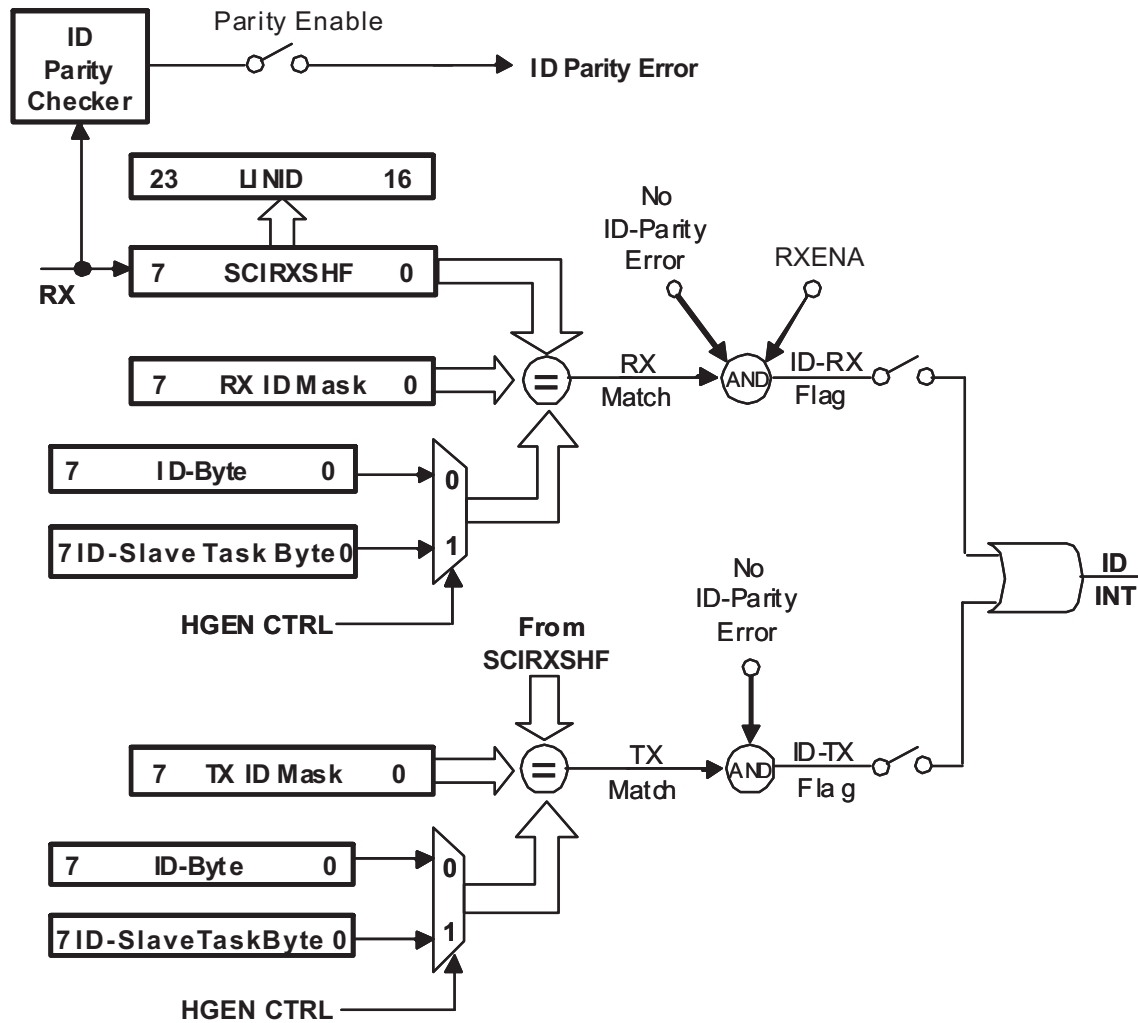 Parity Enable
ID
Parity
Checker
ID Parity Error
23 LINID 16
No
ID-Parity
Error
RXENA
7 SCIRXSHF 0
RX
7 RX ID Mask 0
RX
Match
AND
ID-RX
Flag
=
7 ID-Byte 0
0
7 ID-Slave Task Byte 0
1
HGEN CTRL
No
ID-Parity
Error
ID
INT
From
SCIRXSHF
7 TX ID Mask 0
=
TX
Match
AND
ID-TX
Flag
7 ID-Byte 0
0
7 ID-Slave Task Byte 0
1
HGEN CTRL